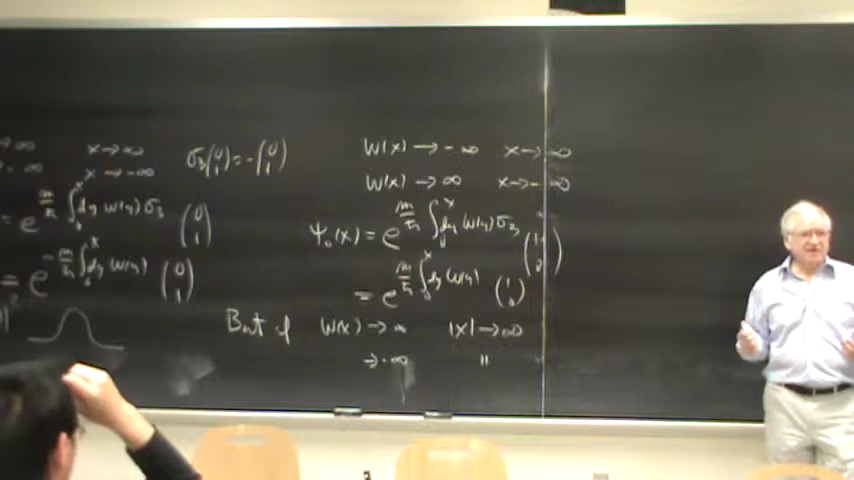 →∞ x→∞ σ₃(0 1) = -(0 1)
→-∞ x→-∞
= e^{m/ħ ∫₀ˣ dy W(y) σ₃} (0 1)
= e^{-m/ħ ∫₀ˣ dy W(y)} (0 1)
W(x) → -∞ x→∞
W(x) → ∞ x→-∞
ψ₀(x) = e^{m/ħ ∫₀ˣ dy W(y) σ₃} (1 0)
= e^{m/ħ ∫₀ˣ dy W(y)} (1 0)
But if W(x) → ∞ |x| → ∞
→ -∞ "